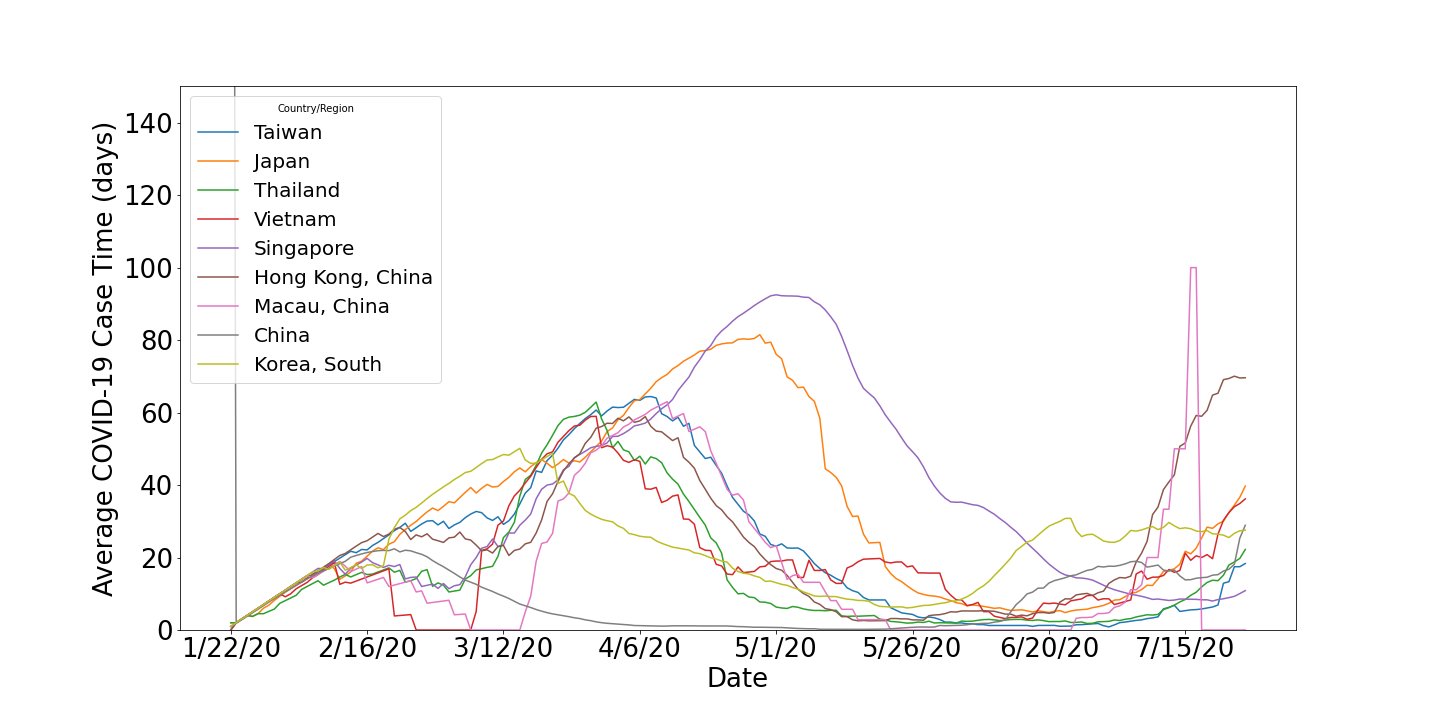 Country/Region
Taiwan
Japan
Thailand
Vietnam
Singapore
Hong Kong, China
Macau, China
China
Korea, South
Average COVID-19 Case Time (days)
140
120
100
80
60
40
20
0
1/22/20 2/16/20 3/12/20 4/6/20 5/1/20 5/26/20 6/20/20 7/15/20
Date